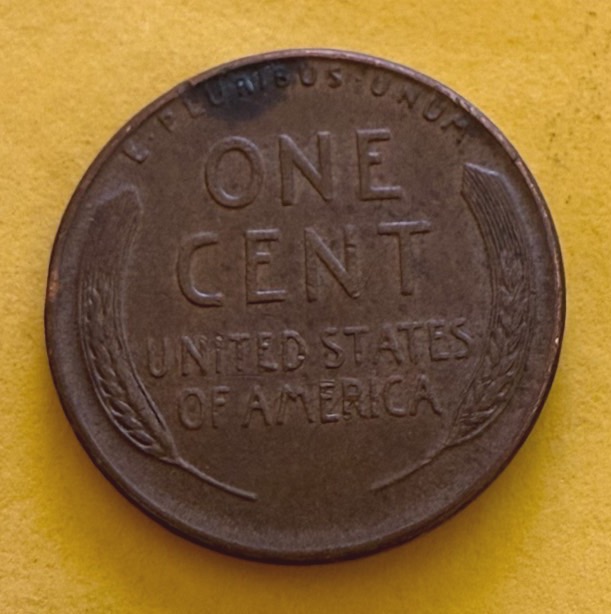 E·PLURIBUS·UNUM
ONE
CENT
UNITED STATES
OF AMERICA